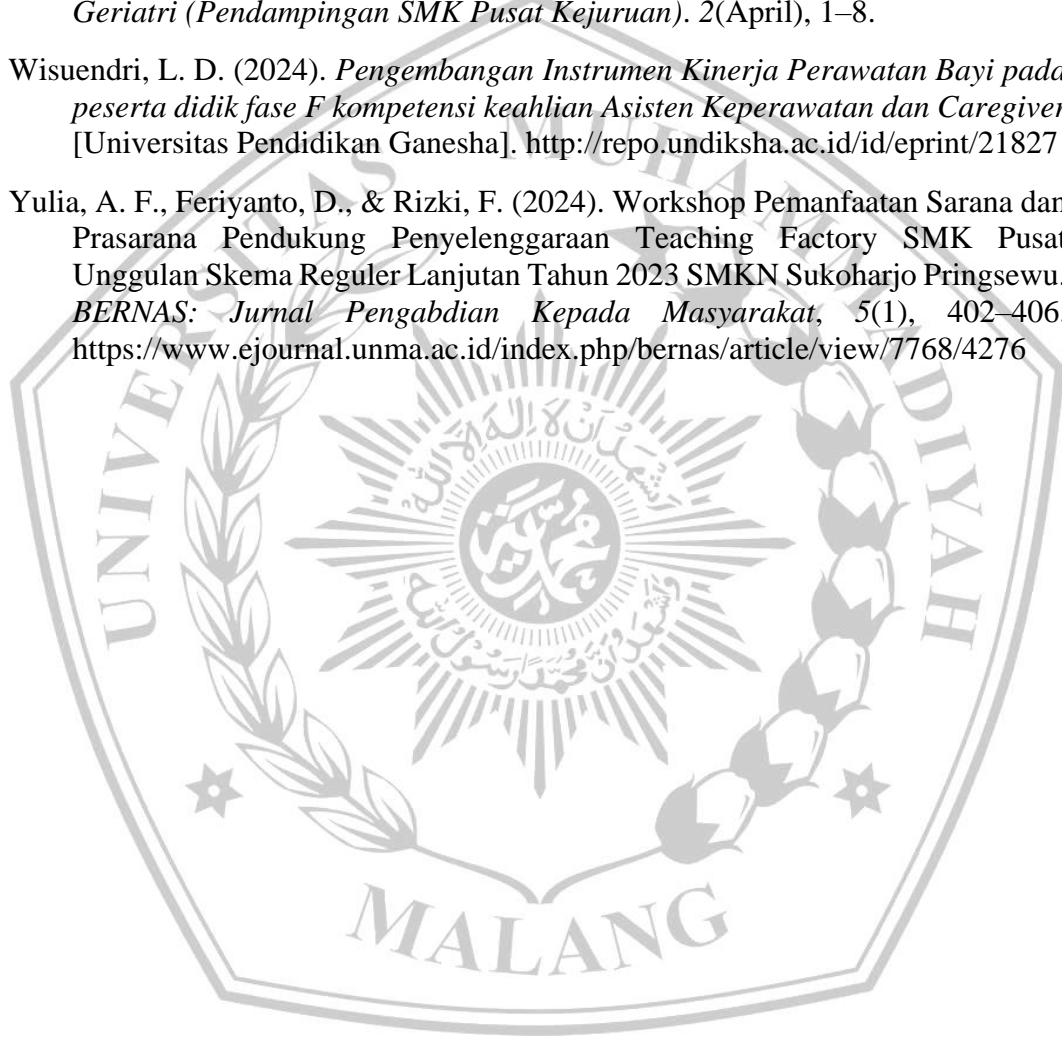 Geriatri (Pendampingan SMK Pusat Kejuruan). 2(April), 1–8.
Wisuendri, L. D. (2024). Pengembangan Instrumen Kinerja Perawatan Bayi pada
peserta didik fase F kompetensi keahlian Asisten Keperawatan dan Caregiver
[Universitas Pendidikan Ganesha]. http://repo.undiksha.ac.id/id/eprint/21827
Yulia, A. F., Feriyanto, D., & Rizki, F. (2024). Workshop Pemanfaatan Sarana dan
Prasarana Pendukung Penyelenggaraan Teaching Factory SMK Pusat
Unggulan Skema Reguler Lanjutan Tahun 2023 SMKN Sukoharjo Pringsewu.
BERNAS: Jurnal Pengabdian Kepada Masyarakat, 5(1), 402–406.
https://www.ejournal.unma.ac.id/index.php/bernas/article/view/7768/4276
UNIVERSITAS MUHAMMADIYAH
MALANG